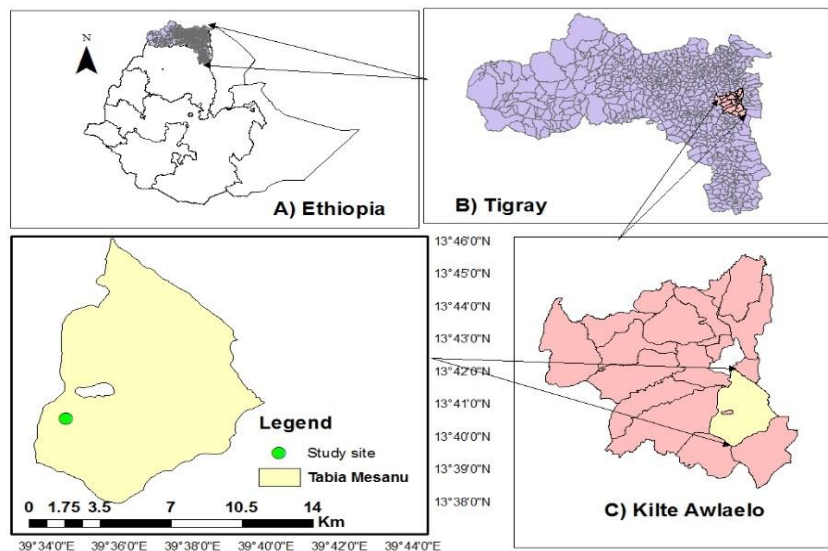 N
A) Ethiopia
B) Tigray
13°46'0"N
13°45'0"N
13°44'0"N
13°43'0"N
13°42'0"N
13°41'0"N
13°40'0"N
13°39'0"N
13°38'0"N
Legend
Study site
Tabia Mesanu
0 1.75 3.5 7 10.5 14
Km
39°34'0"E 39°36'0"E 39°38'0"E 39°40'0"E 39°42'0"E 39°44'0"E
C) Kilte Awlaelo